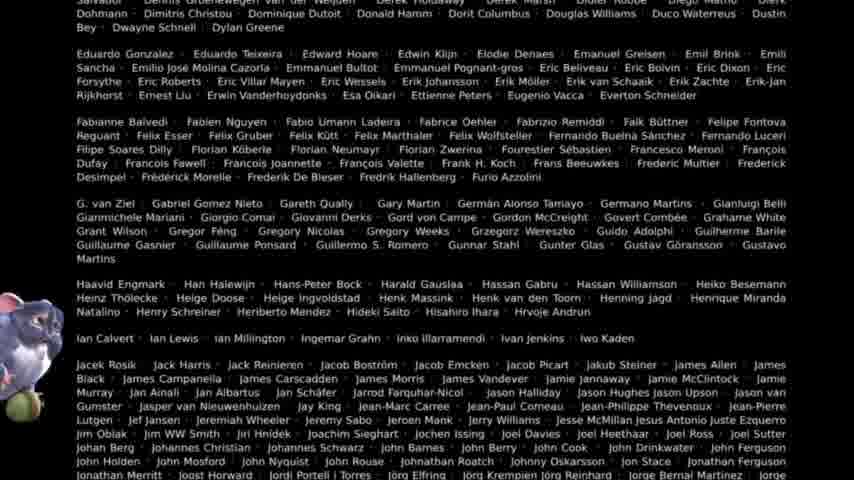 Dohmann · Dimitris Christou · Dominique Dutoit · Donald Hamm · Dorit Columbus · Douglas Williams · Duco Waterreus · Dustin
Bey · Dwayne Schnell · Dylan Greene
Eduardo Gonzalez · Eduardo Teixeira · Edward Hoare · Edwin Klijn · Elodie Denaes · Emanuel Greisen · Emil Brink · Emili
Sancha · Emilio José Molina Cazorla · Emmanuel Bultot · Emmanuel Pognant-gros · Eric Beliveau · Eric Boivin · Eric Dixon · Eric
Forsythe · Eric Roberts · Eric Villar Mayen · Eric Wessels · Erik Johansson · Erik Möller · Erik van Schaaik · Erik Zachte · Erik-Jan
Rijkhorst · Ernest Liu · Erwin Vanderhoydonks · Esa Oikari · Ettienne Peters · Eugenio Vacca · Everton Schneider
Fabianne Balvedi · Fabien Nguyen · Fabio Umann Ladeira · Fabrice Oehler · Fabrizio Remiddi · Falk Büttner · Felipe Fontova
Reguant · Felix Esser · Felix Gruber · Felix Kütt · Felix Marthaler · Felix Wolfsteller · Fernando Buelna Sánchez · Fernando Luceri
Filipe Soares Dilly · Florian Köberle · Florian Neumayr · Florian Zwerina · Fourestier Sébastien · Francesco Meroni · François
Dufay · Francois Fawell · Francois Joannette · François Valette · Frank H. Koch · Frans Beeuwkes · Frederic Multier · Frederick
Desimpel · Frédérick Morelle · Frederik De Bleser · Fredrik Hallenberg · Furio Azzolini
G. van Ziel · Gabriel Gomez Nieto · Gareth Qually · Gary Martin · Germán Alonso Tamayo · Germano Martins · Gianluigi Belli
Gianmichele Mariani · Giorgio Comai · Giovanni Derks · Gord von Campe · Gordon McCreight · Govert Combée · Grahame White
Grant Wilson · Gregor Féng · Gregory Nicolas · Gregory Weeks · Grzegorz Wereszko · Guido Adolphi · Guilherme Barile
Guillaume Gasnier · Guillaume Ponsard · Guillermo S. Romero · Gunnar Stahl · Gunter Glas · Gustav Göransson · Gustavo
Martins
Haavid Engmark · Han Halewijn · Hans-Peter Bock · Harald Gauslaa · Hassan Gabru · Hassan Williamson · Heiko Besemann
Heinz Thölecke · Helge Doose · Helge Ingvoldstad · Henk Massink · Henk van den Toorn · Henning Jagd · Henrique Miranda
Natalino · Henry Schreiner · Heriberto Mendez · Hideki Saito · Hisahiro Ihara · Hrvoje Andrun
Ian Calvert · Ian Lewis · Ian Millington · Ingemar Grahn · Inko Illarramendi · Ivan Jenkins · Iwo Kaden
Jacek Rosik · Jack Harris · Jack Reinieren · Jacob Boström · Jacob Emcken · Jacob Picart · Jakub Steiner · James Allen · James
Black · James Campanella · James Carscadden · James Morris · James Vandever · Jamie Jannaway · Jamie McClintock · Jamie
Murray · Jan Ainali · Jan Albartus · Jan Schäfer · Jarrod Farquhar-Nicol · Jason Halliday · Jason Hughes Jason Upson · Jason van
Gumster · Jasper van Nieuwenhuizen · Jay King · Jean-Marc Carree · Jean-Paul Comeau · Jean-Philippe Thevenoux · Jean-Pierre
Lutgen · Jef Jansen · Jeremiah Wheeler · Jeremy Sabo · Jeroen Mank · Jerry Williams · Jesse McMillan Jesus Antonio Juste Ezquerro
Jim Oblak · Jim WW Smith · Jiri Hnídek · Joachim Sieghart · Jochen Issing · Joel Davies · Joel Heethaar · Joel Ross · Joel Sutter
Johan Berg · Johannes Christian · Johannes Schwarz · John Barnes · John Berry · John Cook · John Drinkwater · John Ferguson
John Holden · John Mosford · John Nyquist · John Rouse · Johnathan Roatch · Johnny Oskarsson · Jon Stace · Jonathan Ferguson
Jonathan Merritt · Joost Horward · Jordi Portell i Torres · Jörg Elfring · Jörg Krempien Jörg Reinhard · Jorge Bernal Martinez · Jorge